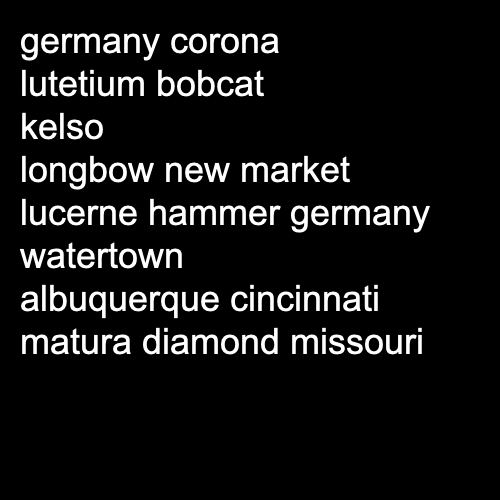 germany corona
lutetium bobcat
kelso
longbow new market
lucerne hammer germany
watertown
albuquerque cincinnati
matura diamond missouri